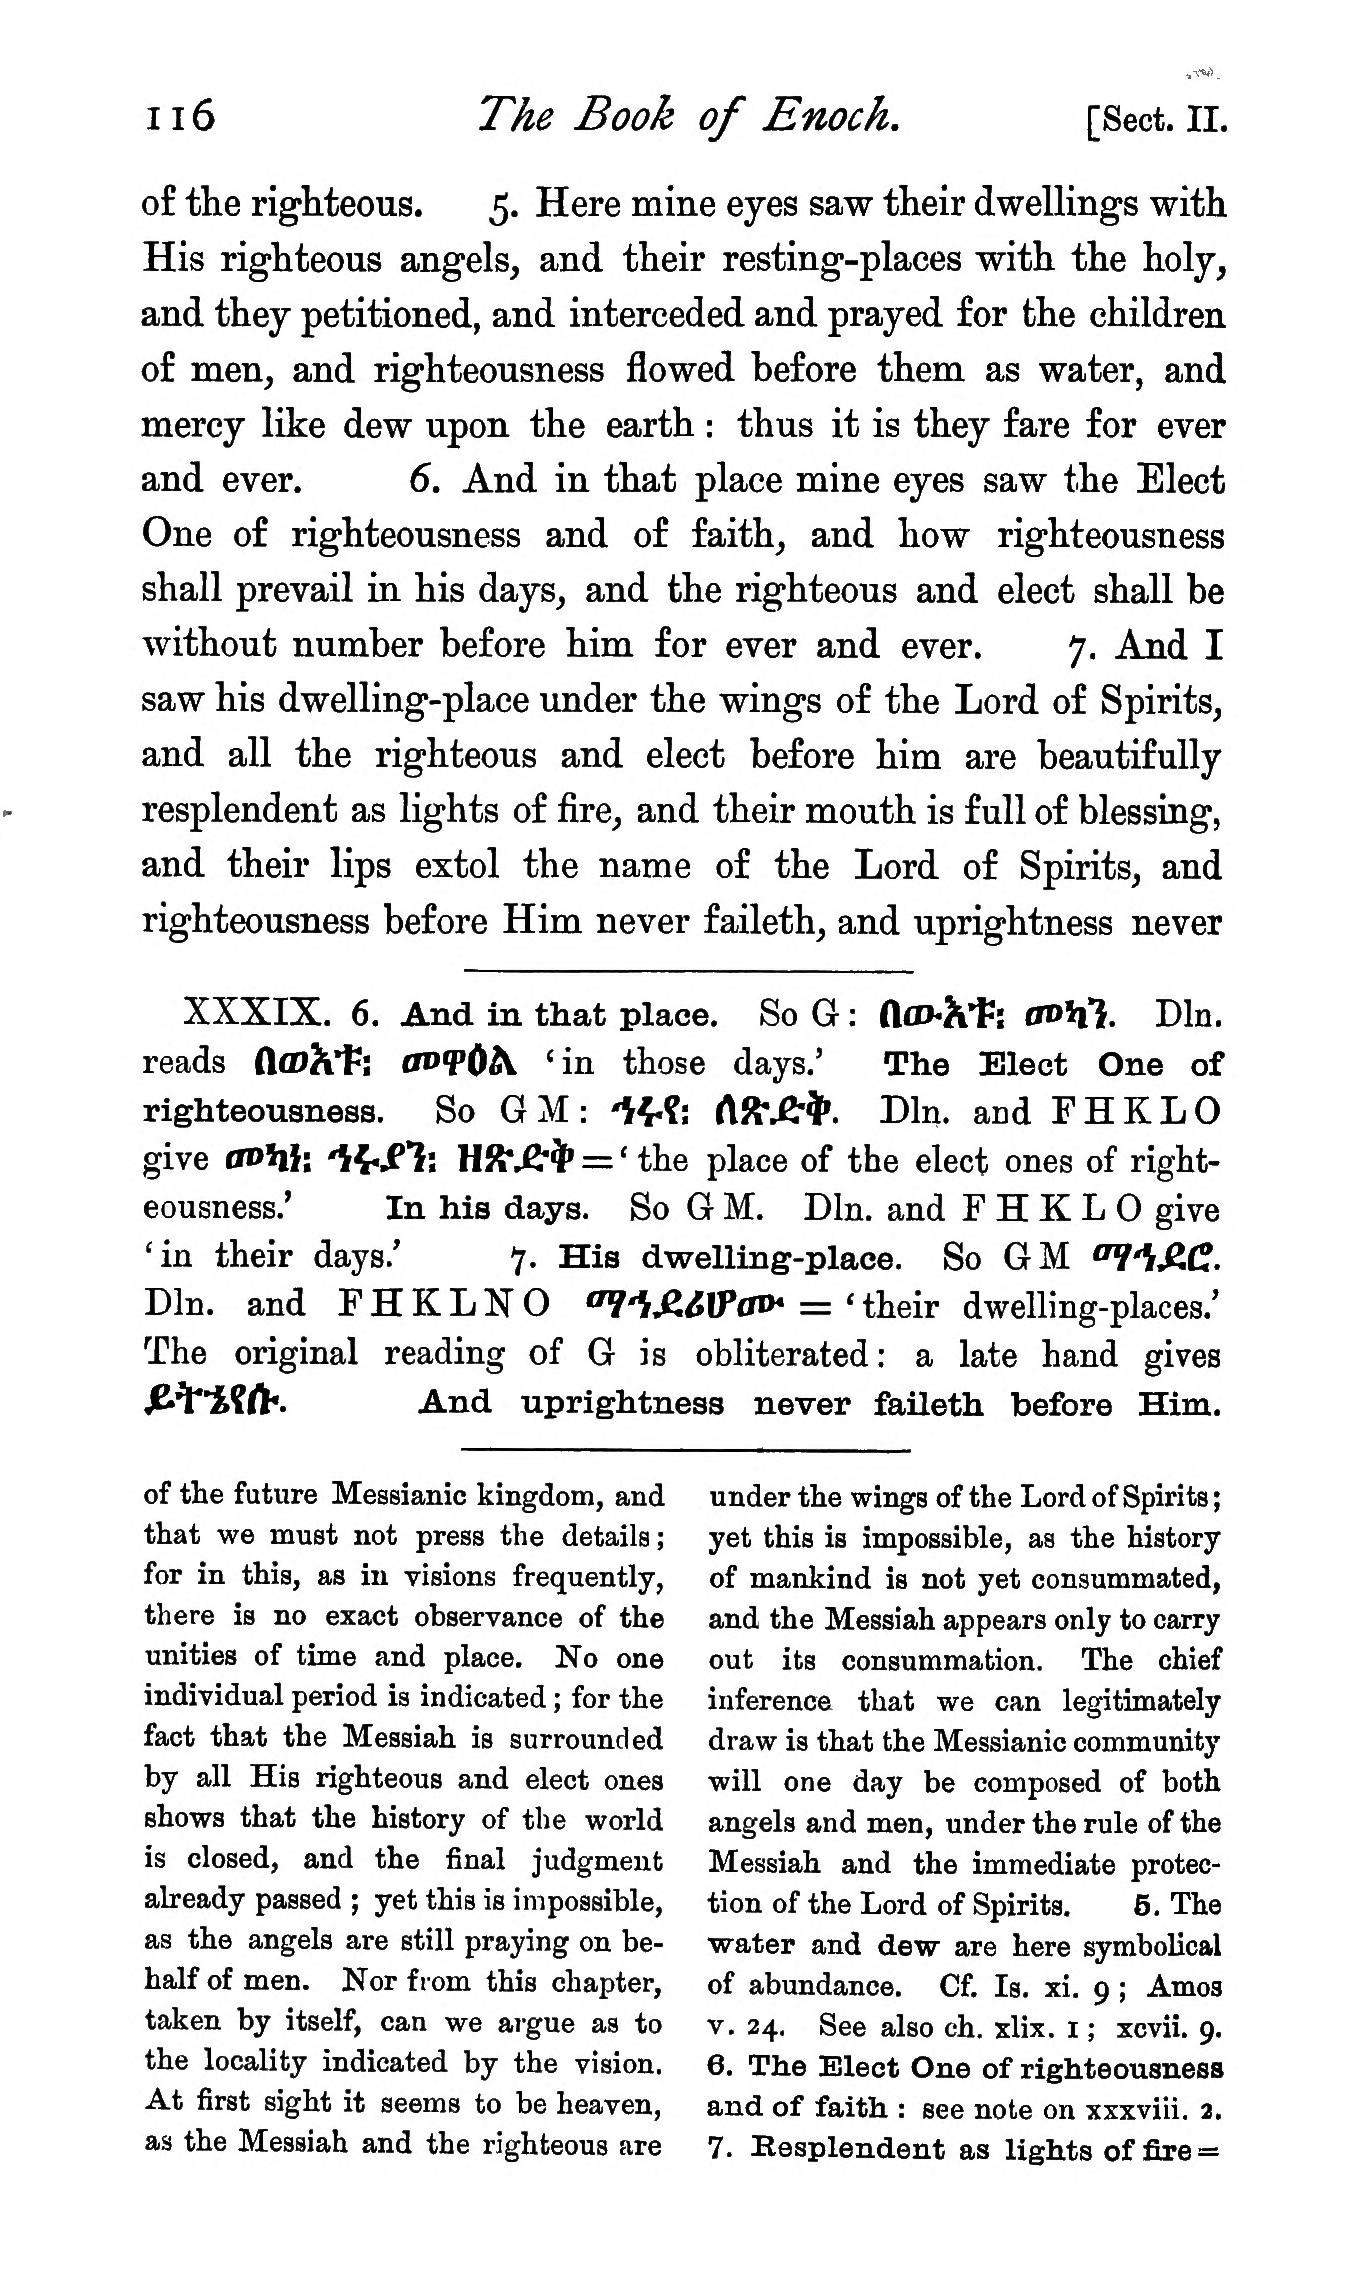 116 The Book of Enoch. [Sect. II.
of the righteous. 5. Here mine eyes saw their dwellings with
His righteous angels, and their resting-places with the holy,
and they petitioned, and interceded and prayed for the children
of men, and righteousness flowed before them as water, and
mercy like dew upon the earth : thus it is they fare for ever
and ever. 6. And in that place mine eyes saw the Elect
One of righteousness and of faith, and how righteousness
shall prevail in his days, and the righteous and elect shall be
without number before him for ever and ever. 7. And I
saw his dwelling-place under the wings of the Lord of Spirits,
and all the righteous and elect before him are beautifully
resplendent as lights of fire, and their mouth is full of blessing,
and their lips extol the name of the Lord of Spirits, and
righteousness before Him never faileth, and uprightness never
XXXIX. 6. And in that place. So G : በውእቱ፡ መካን. Dln.
reads በወእቱ፡ መዋዕል ‘in those days.’ The Elect One of
righteousness. So G M : ኅሩየ፡ ለጽድቅ. Dln. and F H K L O
give መካነ፡ ኅሩያን፡ ዘጽድቅ = ‘the place of the elect ones of right-
eousness.’ In his days. So G M. Dln. and F H K L O give
‘in their days.’ 7. His dwelling-place. So G M ማኅደሮ.
Dln. and F H K L N O ማኅደሪሆሙ = ‘their dwelling-places.’
The original reading of G is obliterated : a late hand gives
And uprightness never faileth before Him.
of the future Messianic kingdom, and
that we must not press the details ;
for in this, as in visions frequently,
there is no exact observance of the
unities of time and place. No one
individual period is indicated ; for the
fact that the Messiah is surrounded
by all His righteous and elect ones
shows that the history of the world
is closed, and the final judgment
already passed ; yet this is impossible,
as the angels are still praying on be-
half of men. Nor from this chapter,
taken by itself, can we argue as to
the locality indicated by the vision.
At first sight it seems to be heaven,
as the Messiah and the righteous are
under the wings of the Lord of Spirits ;
yet this is impossible, as the history
of mankind is not yet consummated,
and the Messiah appears only to carry
out its consummation. The chief
inference that we can legitimately
draw is that the Messianic community
will one day be composed of both
angels and men, under the rule of the
Messiah and the immediate protec-
tion of the Lord of Spirits. 5. The
water and dew are here symbolical
of abundance. Cf. Is. xi. 9 ; Amos
v. 24. See also ch. xlix. 1 ; xcvii. 9.
6. The Elect One of righteousness
and of faith : see note on xxxviii. 2.
7. Resplendent as lights of fire =